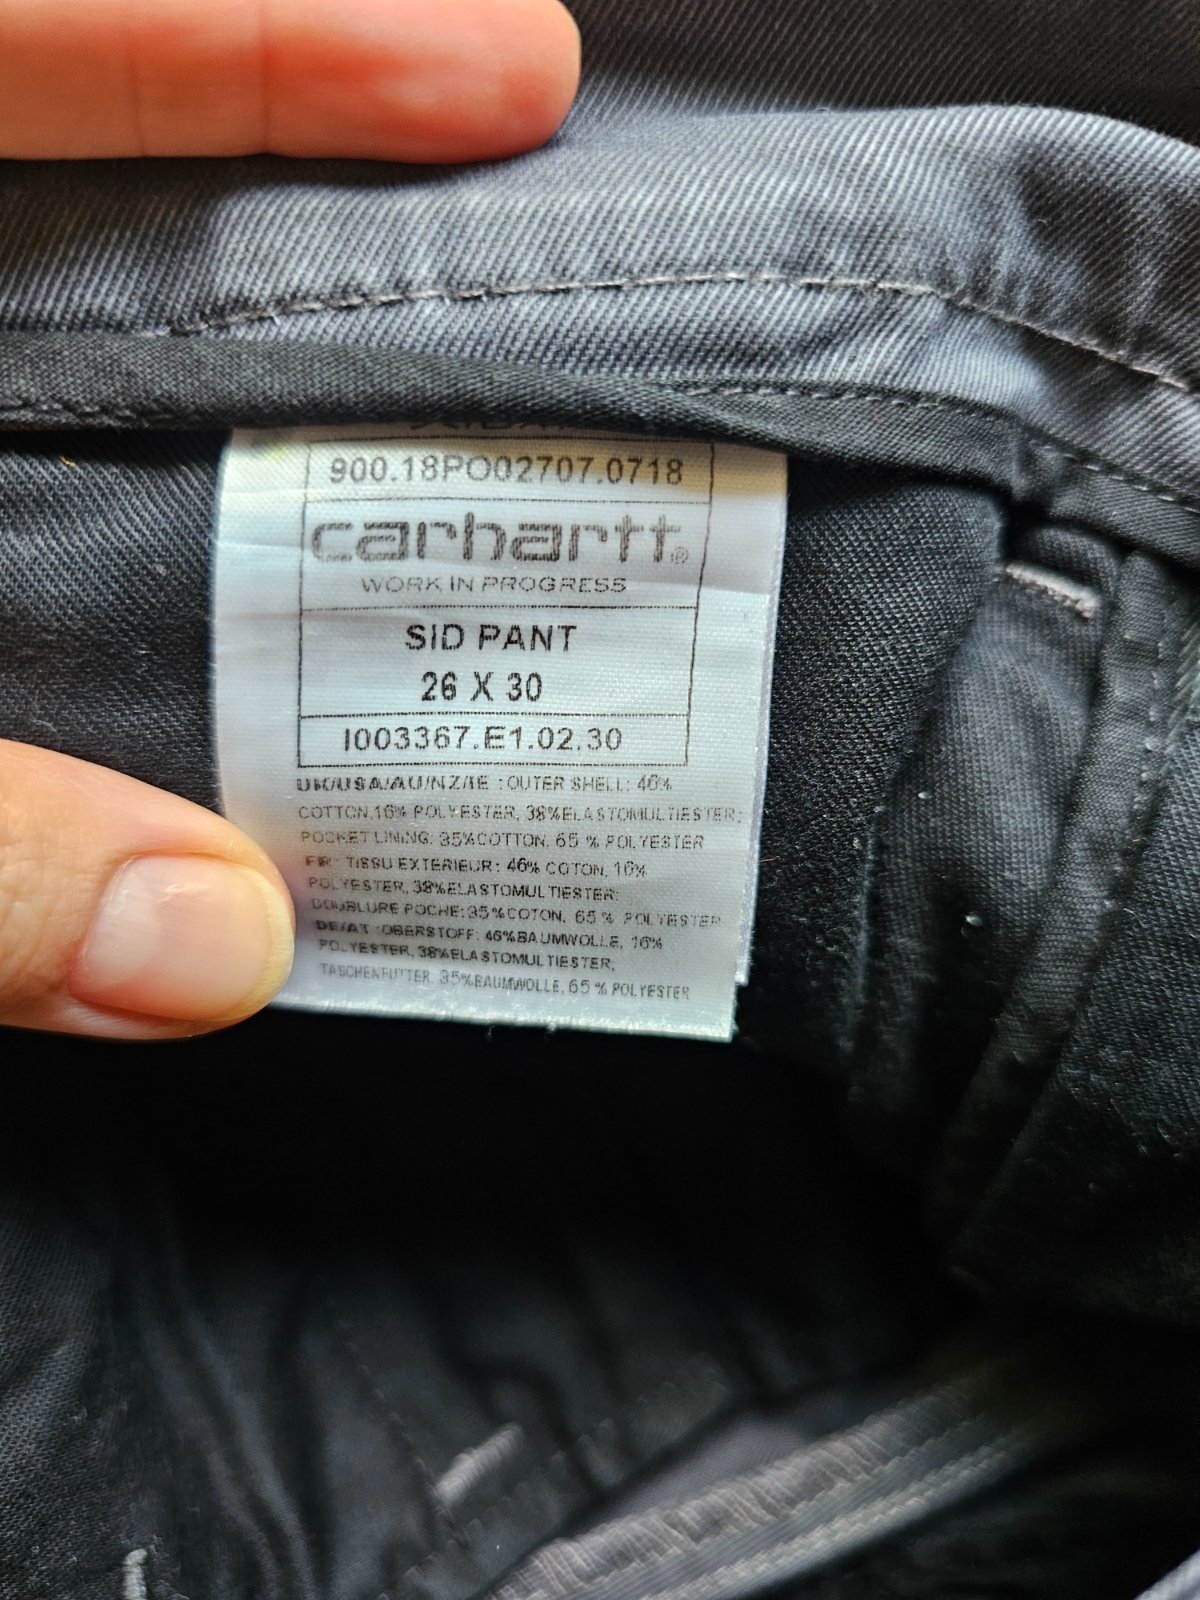 900.18PO02707.0718
carhartt®
WORK IN PROGRESS
SID PANT
26 X 30
I003367.E1.02.30
UK/USA/AU/NZ/IE :OUTER SHELL: 46%
COTTON,16% POLYESTER, 38%ELASTOMULTIESTER;
POCKET LINING: 35%COTTON, 65 % POLYESTER
FR: TISSU EXTERIEUR: 46% COTON, 16%
POLYESTER, 38%ELASTOMULTIESTER;
DOUBLURE POCHE:35%COTON, 65 % POLYESTER
DE/AT :OBERSTOFF: 46%BAUMWOLLE, 16%
POLYESTER, 38%ELASTOMULTIESTER;
TASCHENFUTTER: 35%BAUMWOLLE, 65 % POLYESTER